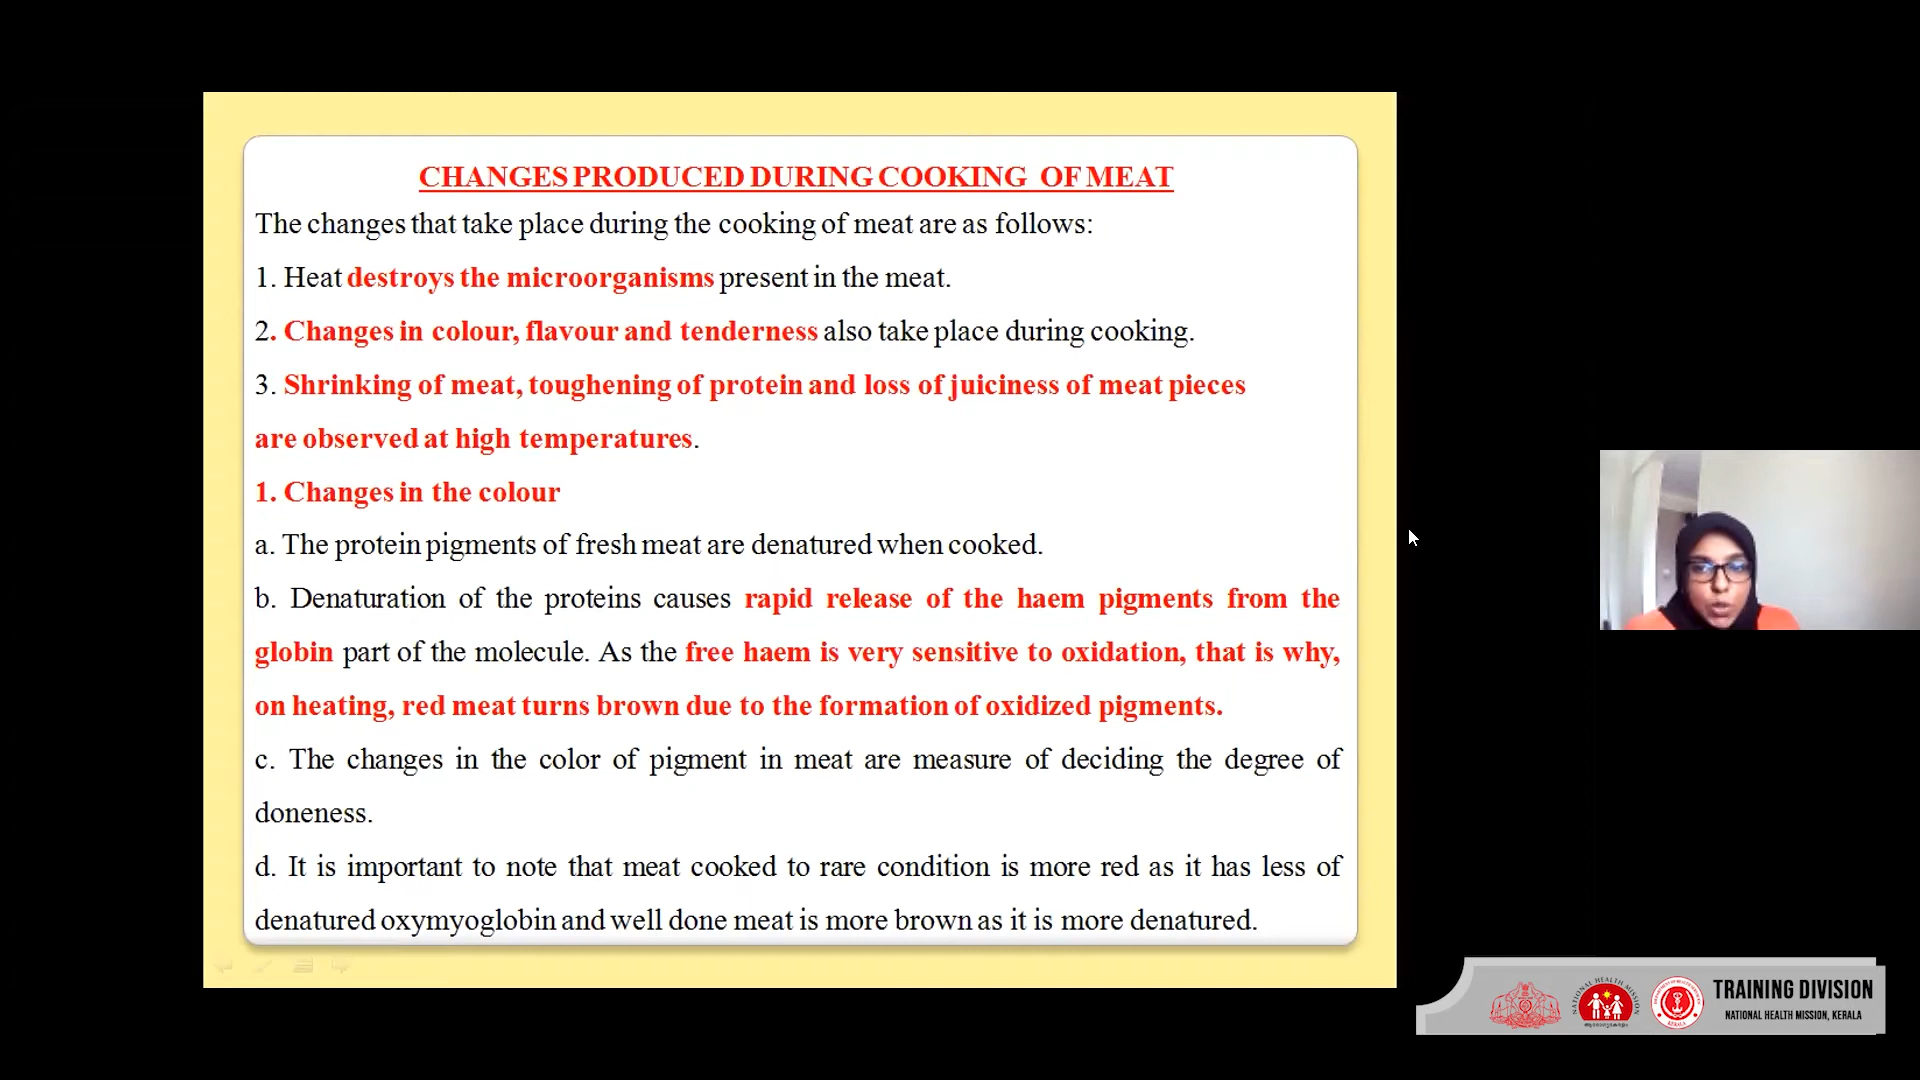 CHANGES PRODUCED DURING COOKING OF MEAT
The changes that take place during the cooking of meat are as follows:
1. Heat destroys the microorganisms present in the meat.
2. Changes in colour, flavour and tenderness also take place during cooking.
3. Shrinking of meat, toughening of protein and loss of juiciness of meat pieces
are observed at high temperatures.
1. Changes in the colour
a. The protein pigments of fresh meat are denatured when cooked.
b. Denaturation of the proteins causes rapid release of the haem pigments from the
globin part of the molecule. As the free haem is very sensitive to oxidation, that is why,
on heating, red meat turns brown due to the formation of oxidized pigments.
c. The changes in the color of pigment in meat are measure of deciding the degree of
doneness.
d. It is important to note that meat cooked to rare condition is more red as it has less of
denatured oxymyoglobin and well done meat is more brown as it is more denatured.
NATIONAL HEALTH MISSION
TRAINING DIVISION
NATIONAL HEALTH MISSION, KERALA